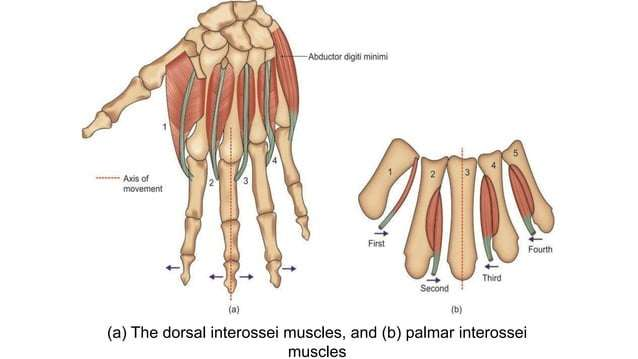 Abductor digiti minimi
1
2
3
4
Axis of
movement
(a)
1
2
3
4
5
First
Second
Third
Fourth
(b)
(a) The dorsal interossei muscles, and (b) palmar interossei
muscles